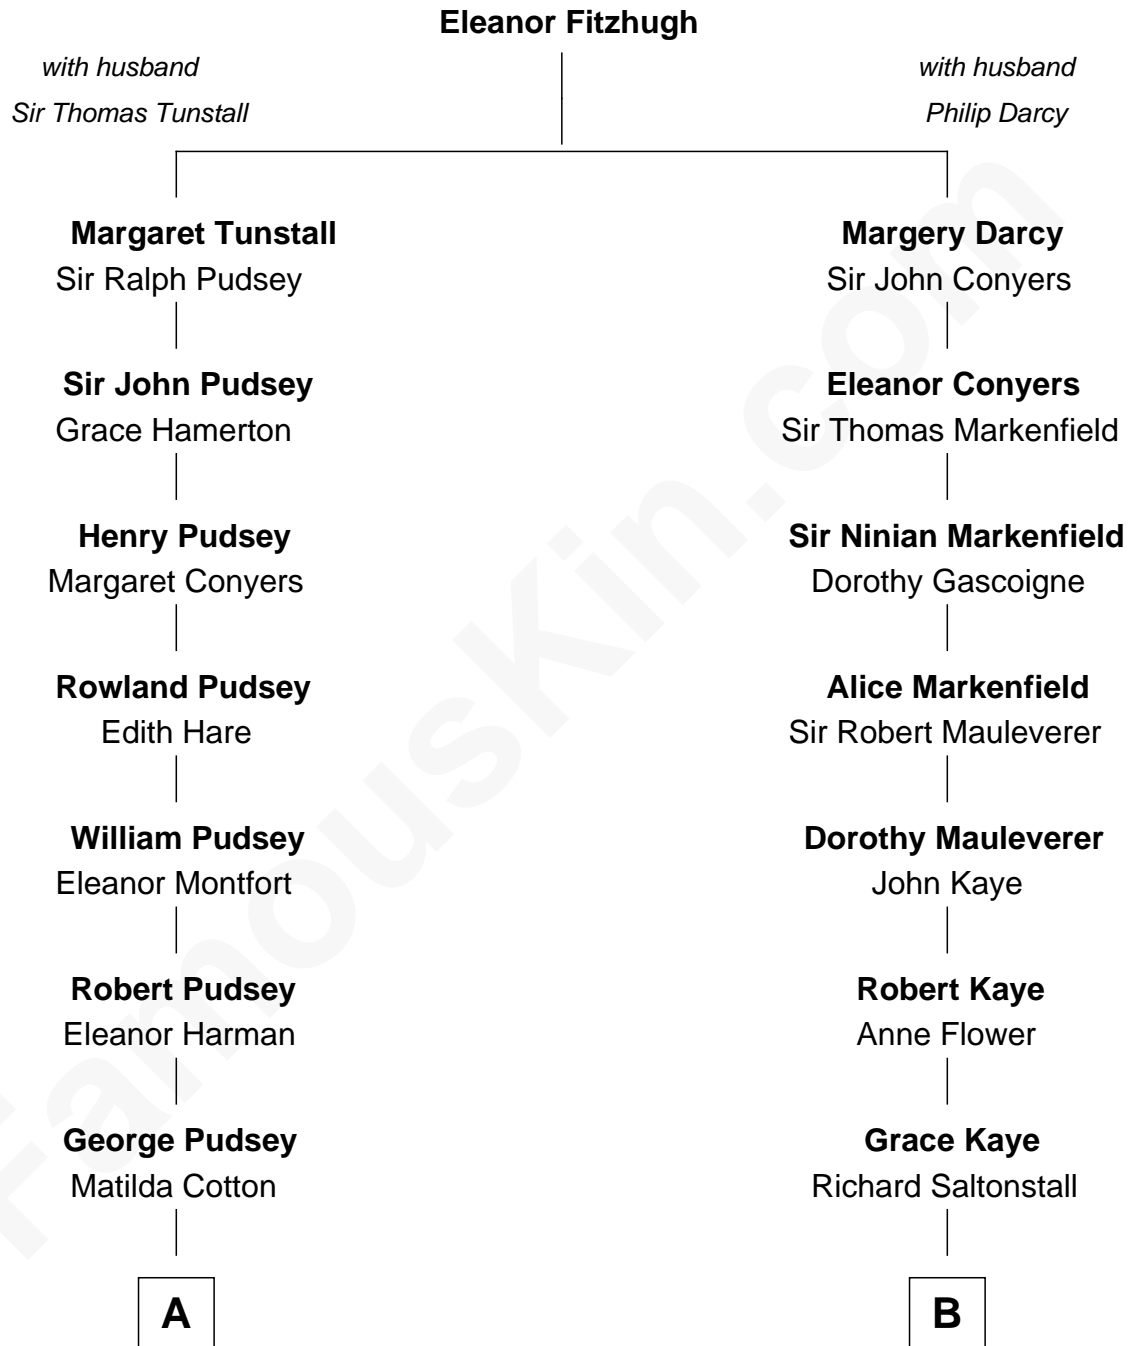 Eleanor Fitzhugh
with husband
Sir Thomas Tunstall
with husband
Philip Darcy
Margaret Tunstall
Sir Ralph Pudsey
Margery Darcy
Sir John Conyers
Sir John Pudsey
Grace Hamerton
Eleanor Conyers
Sir Thomas Markenfield
Henry Pudsey
Margaret Conyers
Sir Ninian Markenfield
Dorothy Gascoigne
Rowland Pudsey
Edith Hare
Alice Markenfield
Sir Robert Mauleverer
William Pudsey
Eleanor Montfort
Dorothy Mauleverer
John Kaye
Robert Pudsey
Eleanor Harman
Robert Kaye
Anne Flower
George Pudsey
Matilda Cotton
Grace Kaye
Richard Saltonstall
A
B
FamousKin.com